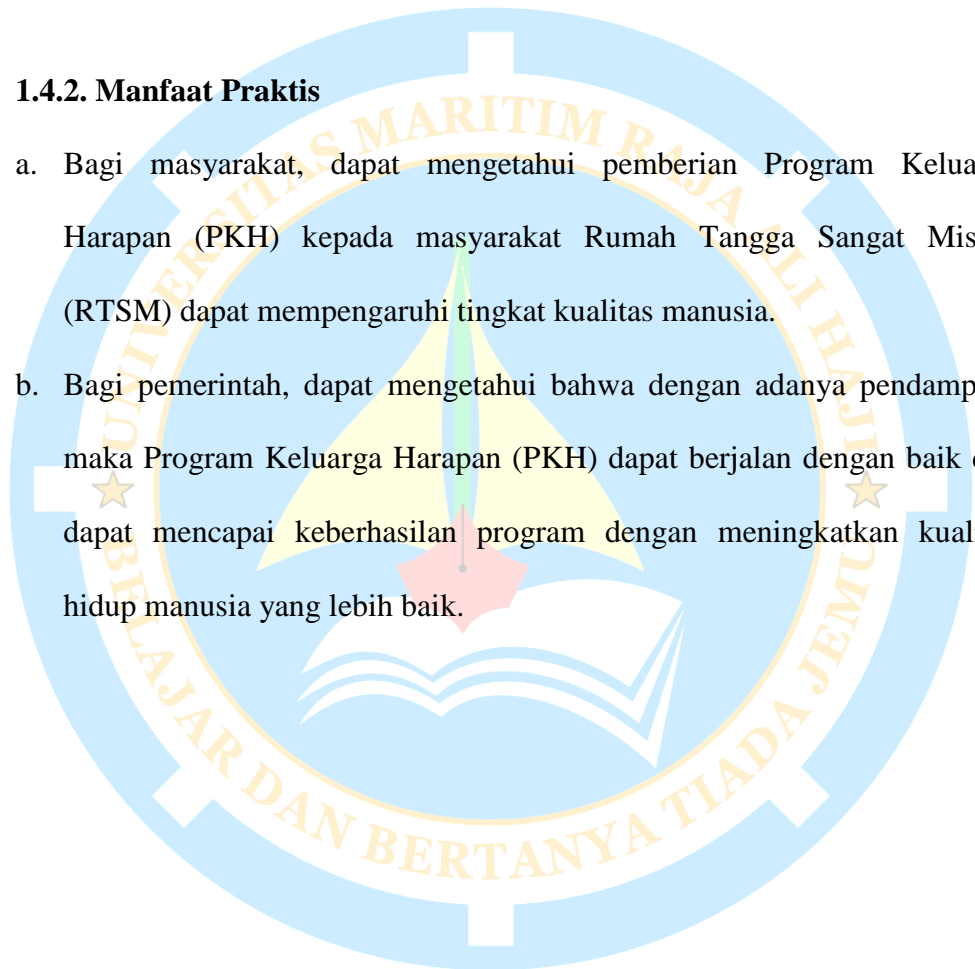 1.4.2. Manfaat Praktis
a. Bagi masyarakat, dapat mengetahui pemberian Program Kelua
Harapan (PKH) kepada masyarakat Rumah Tangga Sangat Mis
(RTSM) dapat mempengaruhi tingkat kualitas manusia.
b. Bagi pemerintah, dapat mengetahui bahwa dengan adanya pendamp
maka Program Keluarga Harapan (PKH) dapat berjalan dengan baik
dapat mencapai keberhasilan program dengan meningkatkan kuali
hidup manusia yang lebih baik.
UNIVERSITAS MARITIM RAJA ALI HAJI
BELAJAR DAN BERTANYA TIADA JEMU